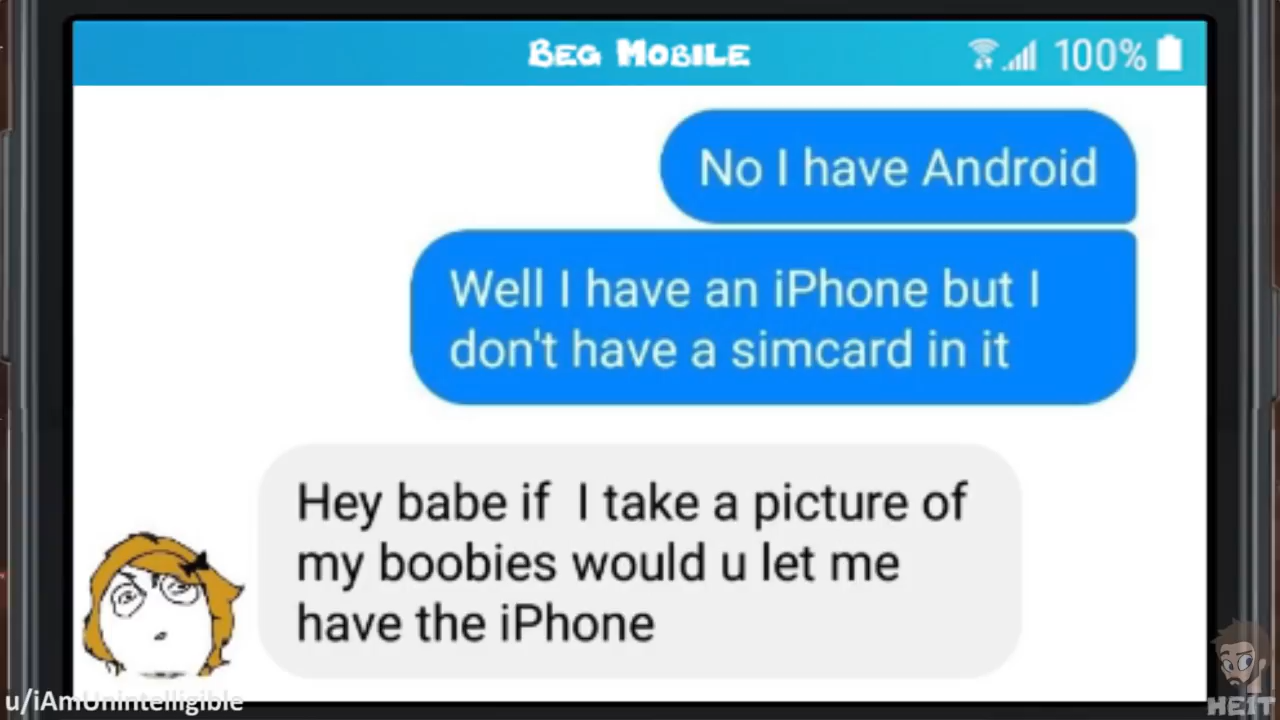 BEG MOBILE
100%
No I have Android
Well I have an iPhone but I
don't have a simcard in it
Hey babe if I take a picture of
my boobies would u let me
have the iPhone
u/iAmUnintelligible
HEIT